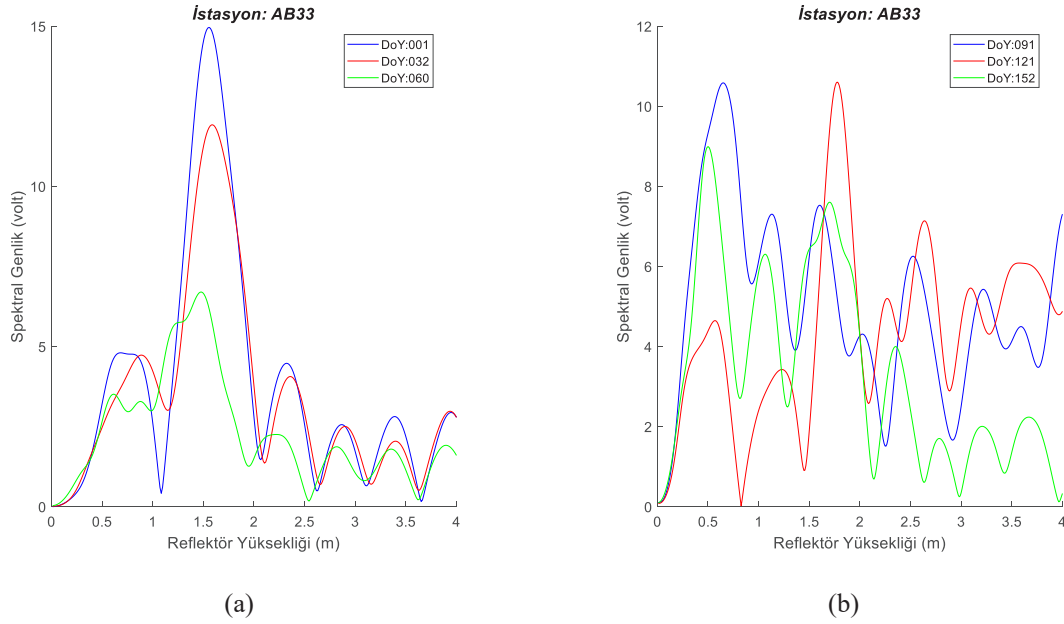 İstasyon: AB33
15
10
5
0
0 0.5 1 1.5 2 2.5 3 3.5 4
Spektral Genlik (volt)
Reflektör Yüksekliği (m)
DoY:001
DoY:032
DoY:060
(a)
İstasyon: AB33
12
10
8
6
4
2
0
0 0.5 1 1.5 2 2.5 3 3.5 4
Spektral Genlik (volt)
Reflektör Yüksekliği (m)
DoY:091
DoY:121
DoY:152
(b)